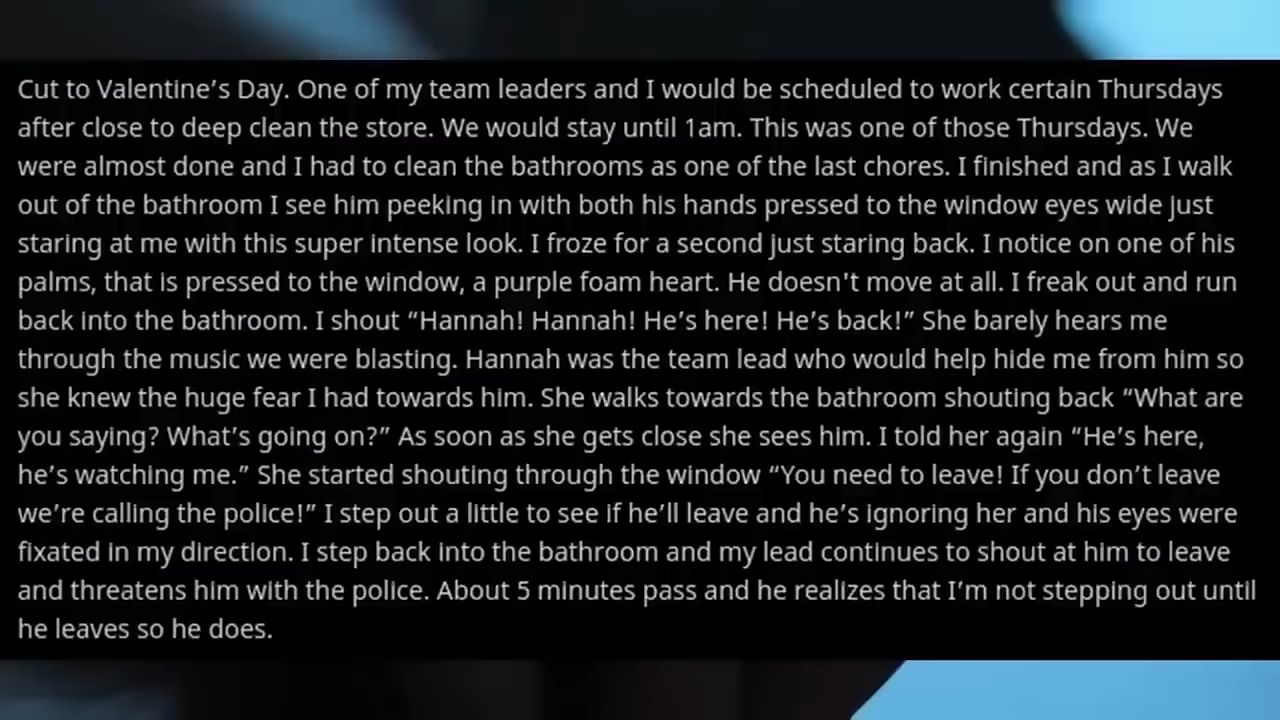 Cut to Valentine’s Day. One of my team leaders and I would be scheduled to work certain Thursdays
after close to deep clean the store. We would stay until 1am. This was one of those Thursdays. We
were almost done and I had to clean the bathrooms as one of the last chores. I finished and as I walk
out of the bathroom I see him peeking in with both his hands pressed to the window eyes wide just
staring at me with this super intense look. I froze for a second just staring back. I notice on one of his
palms, that is pressed to the window, a purple foam heart. He doesn't move at all. I freak out and run
back into the bathroom. I shout “Hannah! Hannah! He’s here! He’s back!” She barely hears me
through the music we were blasting. Hannah was the team lead who would help hide me from him so
she knew the huge fear I had towards him. She walks towards the bathroom shouting back “What are
you saying? What’s going on?” As soon as she gets close she sees him. I told her again “He’s here,
he’s watching me.” She started shouting through the window “You need to leave! If you don’t leave
we’re calling the police!” I step out a little to see if he’ll leave and he’s ignoring her and his eyes were
fixated in my direction. I step back into the bathroom and my lead continues to shout at him to leave
and threatens him with the police. About 5 minutes pass and he realizes that I’m not stepping out until
he leaves so he does.